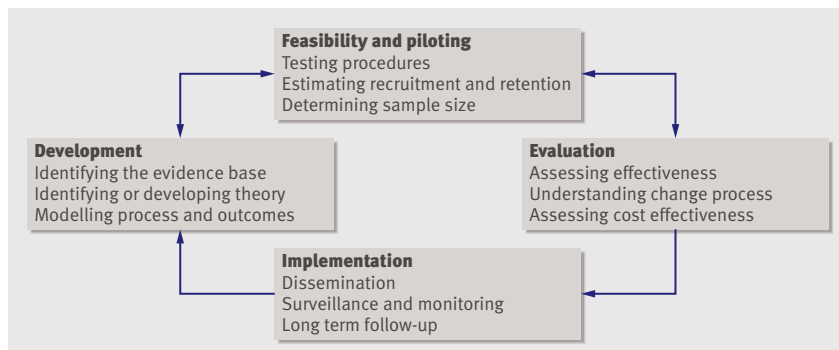 Feasibility and piloting
Testing procedures
Estimating recruitment and retention
Determining sample size
Development
Identifying the evidence base
Identifying or developing theory
Modelling process and outcomes
Evaluation
Assessing effectiveness
Understanding change process
Assessing cost effectiveness
Implementation
Dissemination
Surveillance and monitoring
Long term follow-up